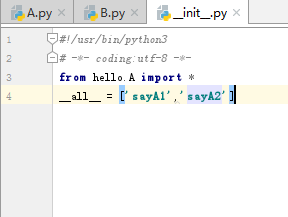 A.py B.py __init__.py
1 #!/usr/bin/python3
2 # -*- coding:utf-8 -*-
3 from hello.A import *
4 __all__ = ['sayA1','sayA2']